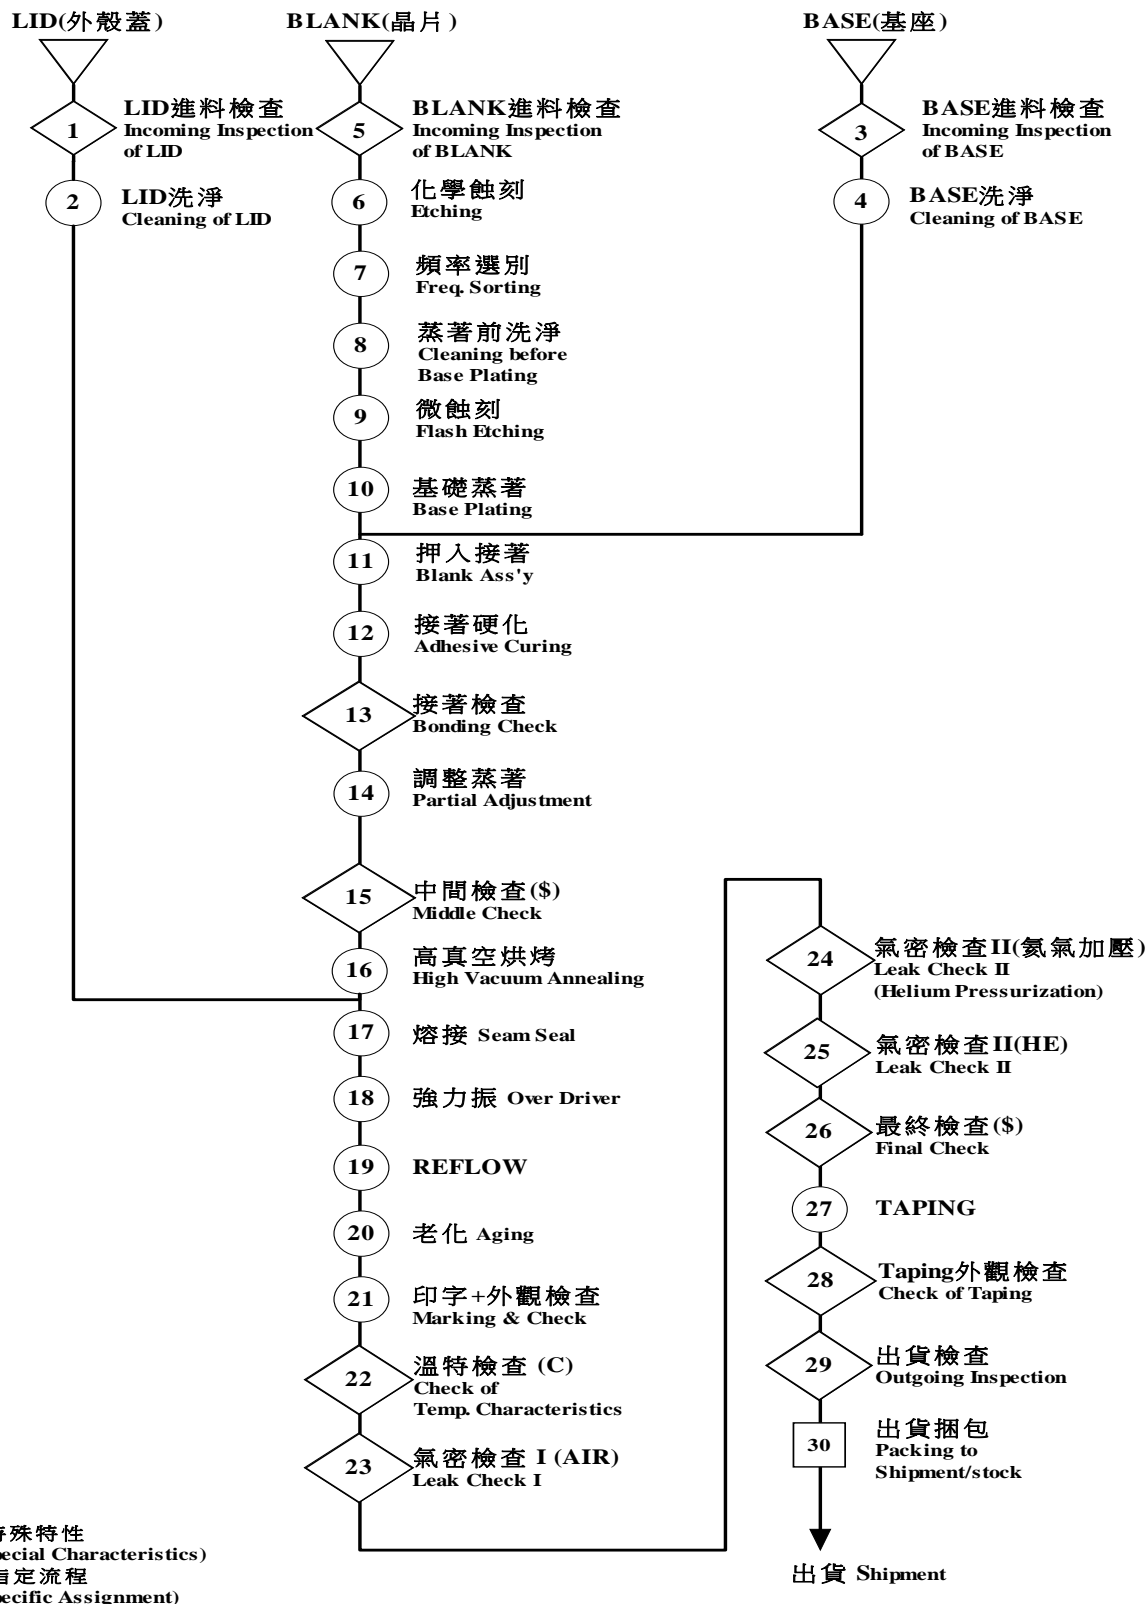 LID(外殼蓋)
1
LID進料檢查
Incoming Inspection
of LID
2
LID洗淨
Cleaning of LID
BLANK(晶片)
5
BLANK進料檢查
Incoming Inspection
of BLANK
6
化學蝕刻
Etching
7
頻率選別
Freq. Sorting
8
蒸著前洗淨
Cleaning before
Base Plating
9
微蝕刻
Flash Etching
10
基礎蒸著
Base Plating
BASE(基座)
3
BASE進料檢查
Incoming Inspection
of BASE
4
BASE洗淨
Cleaning of BASE
11
押入接著
Blank Ass'y
12
接著硬化
Adhesive Curing
13
接著檢查
Bonding Check
14
調整蒸著
Partial Adjustment
15
中間檢查($)
Middle Check
16
高真空烘烤
High Vacuum Annealing
17
熔接 Seam Seal
18
強力振 Over Driver
19
REFLOW
20
老化 Aging
21
印字+外觀檢查
Marking & Check
22
溫特檢查 (C)
Check of
Temp. Characteristics
23
氣密檢查 I (AIR)
Leak Check I
24
氣密檢查II(氦氣加壓)
Leak Check II
(Helium Pressurization)
25
氣密檢查II(HE)
Leak Check II
26
最終檢查($)
Final Check
27
TAPING
28
Taping外觀檢查
Check of Taping
29
出貨檢查
Outgoing Inspection
30
出貨捆包
Packing to
Shipment/stock
出貨 Shipment
殊特性
ecial Characteristics)
定流程
ecific Assignment)